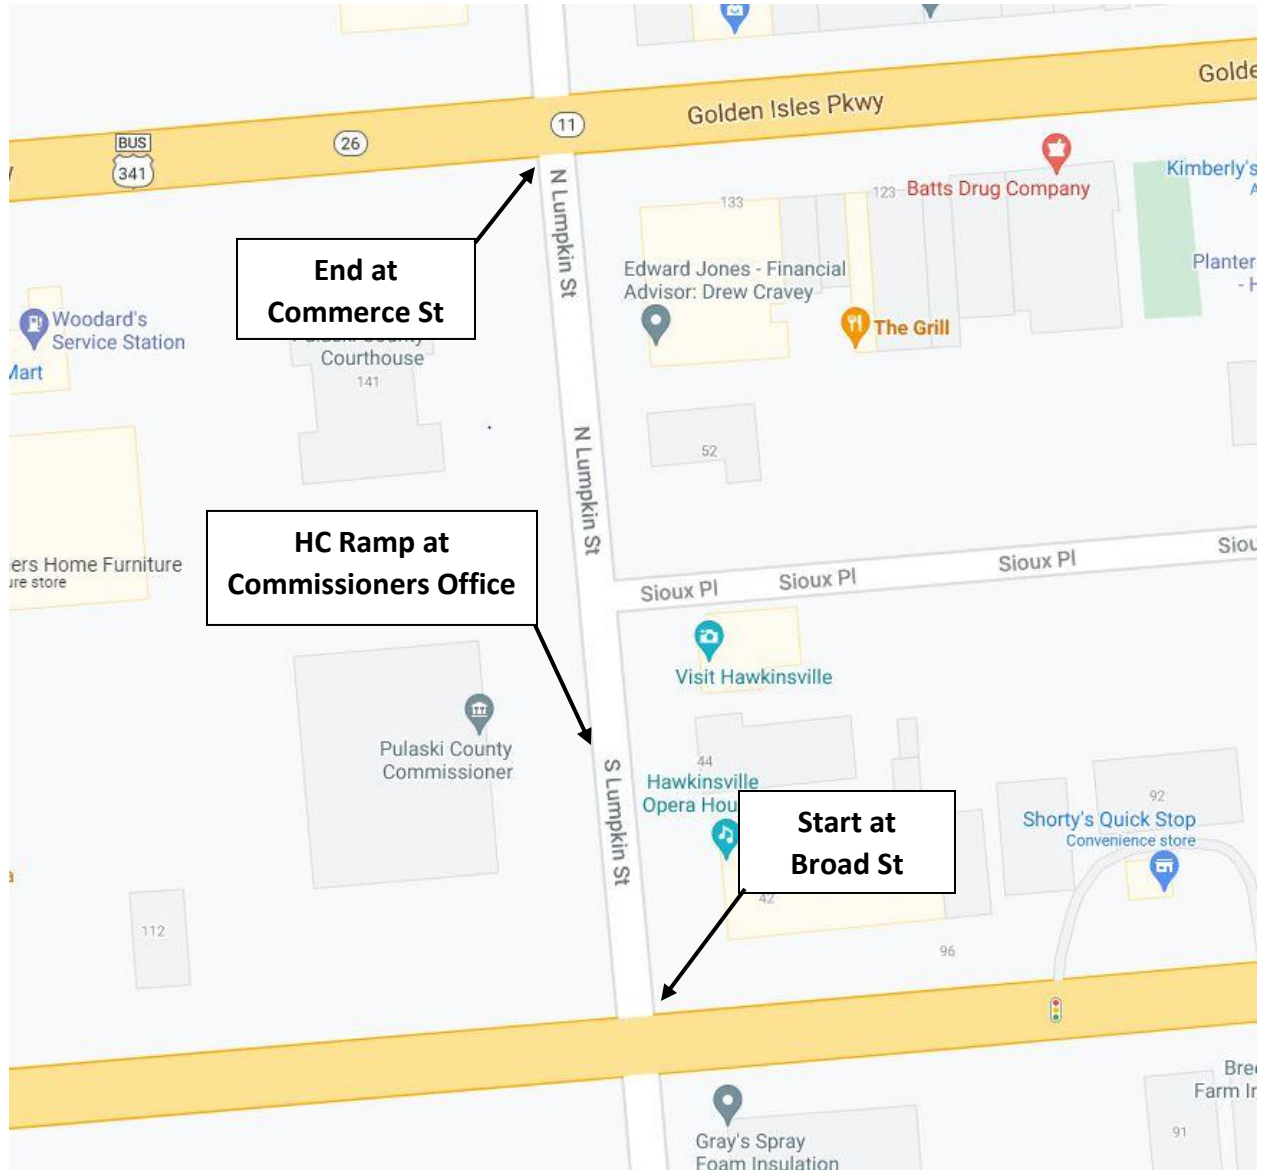 Golde
Golden Isles Pkwy
11
26
BUS
341
N Lumpkin St
Kimberly's
133
123
Batts Drug Company
End at
Commerce St
Edward Jones - Financial
Advisor: Drew Cravey
Planter
- H
Woodard's
Service Station
The Grill
Courthouse
141
Mart
N Lumpkin St
52
HC Ramp at
Commissioners Office
ers Home Furniture
ure store
Sioux Pl
Sioux Pl
Sioux Pl
Siou
Visit Hawkinsville
Pulaski County
Commissioner
S Lumpkin St
44
Hawkinsville
Opera Hou
Start at
Broad St
92
Shorty's Quick Stop
Convenience store
42
112
96
Gray's Spray
Foam Insulation
Bree
Farm In
91